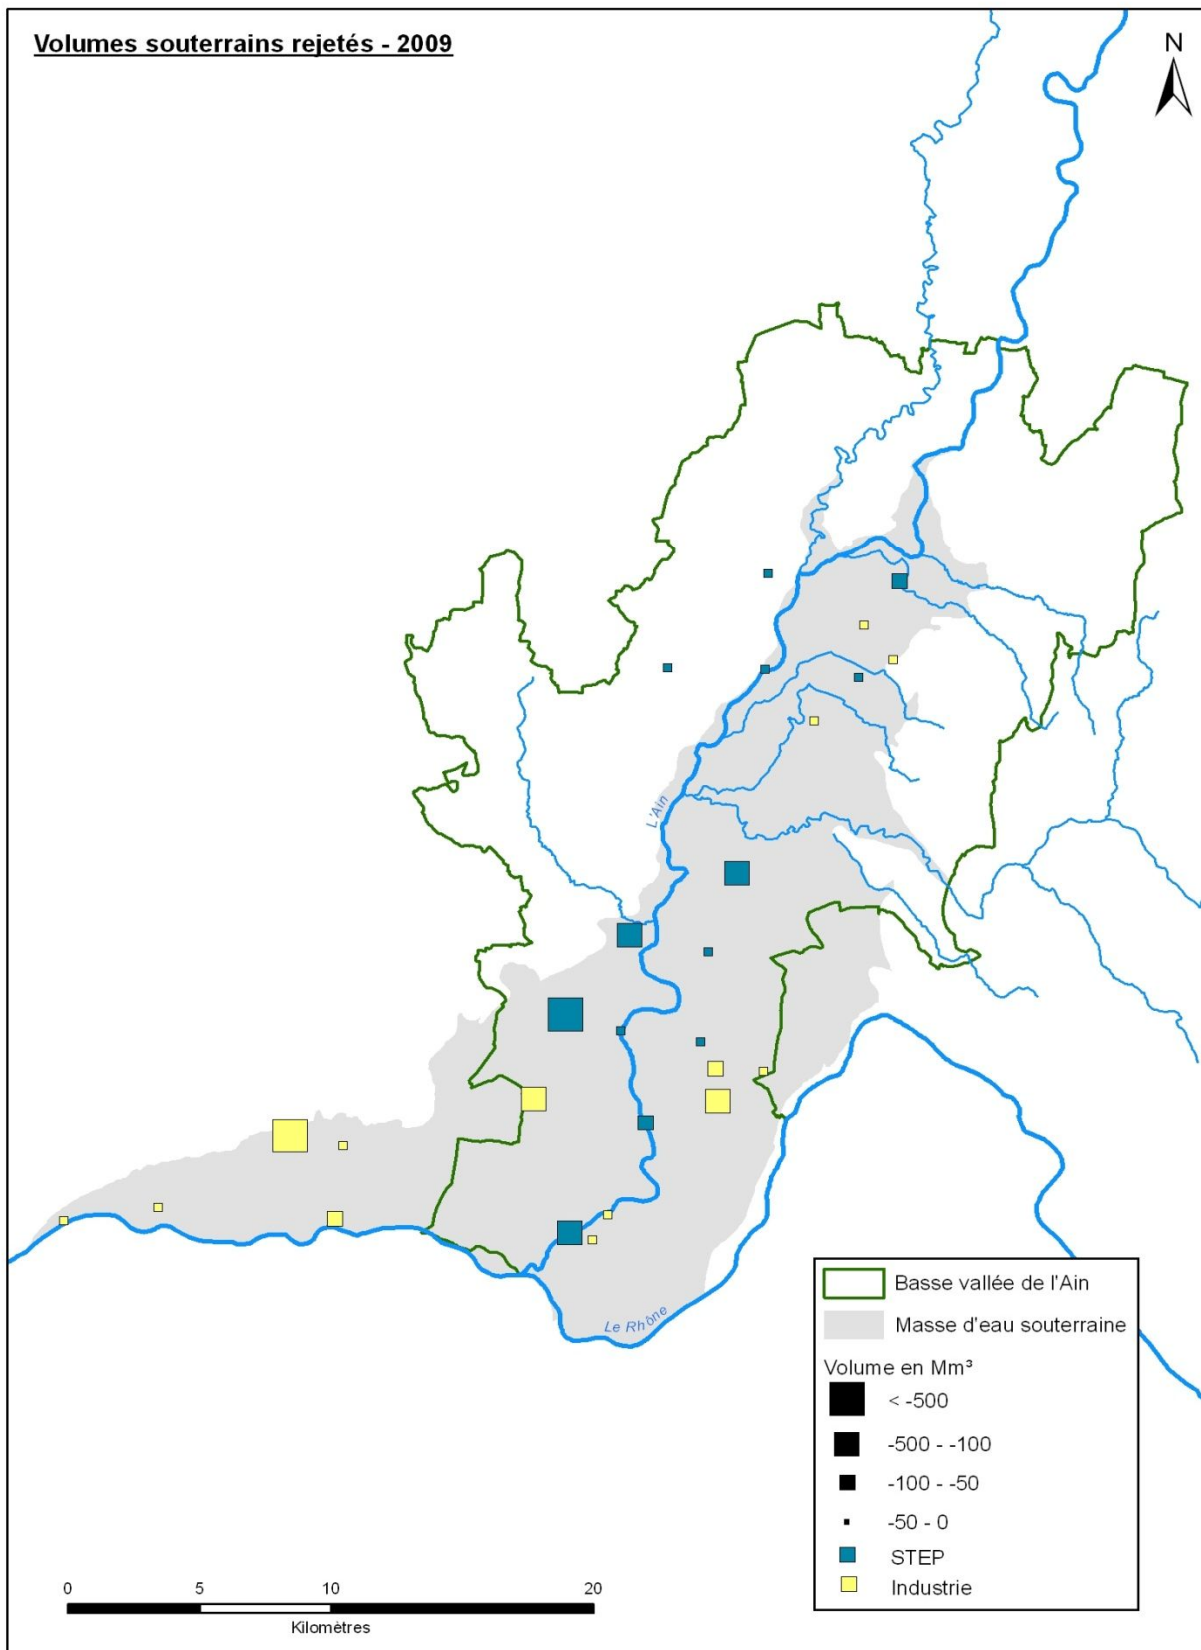 Volumes souterrains rejetés - 2009
N
L'Ain
Le Rhône
Basse vallée de l'Ain
Masse d'eau souterraine
Volume en Mm³
< -500
-500 - -100
-100 - -50
-50 - 0
STEP
Industrie
0 5 10 20
Kilomètres